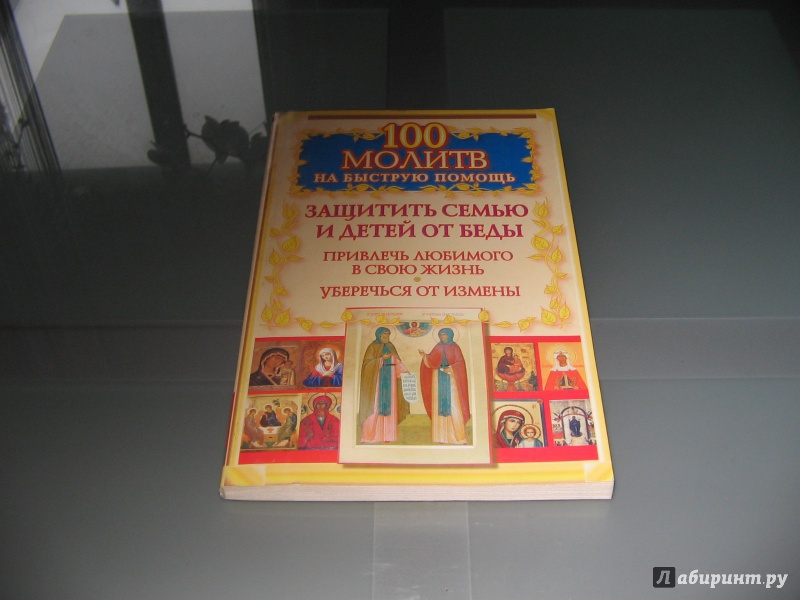 100
МОЛИТВ
НА БЫСТРУЮ ПОМОЩЬ
ЗАЩИТИТЬ СЕМЬЮ
И ДЕТЕЙ ОТ БЕДЫ
ПРИВЛЕЧЬ ЛЮБИМОГО
В СВОЮ ЖИЗНЬ
УБЕРЕЧЬСЯ ОТ ИЗМЕНЫ
Лабиринт.ру